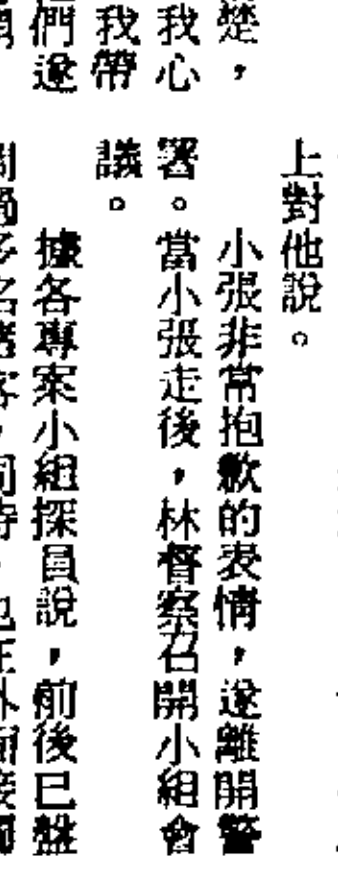 楚，
我心
我帶
們遂
上對他說。
小張非常抱歉的表情，遂離開警
署。當小張走後，林督察召開小組會
議。
據各專案小組探員說，前後已盤